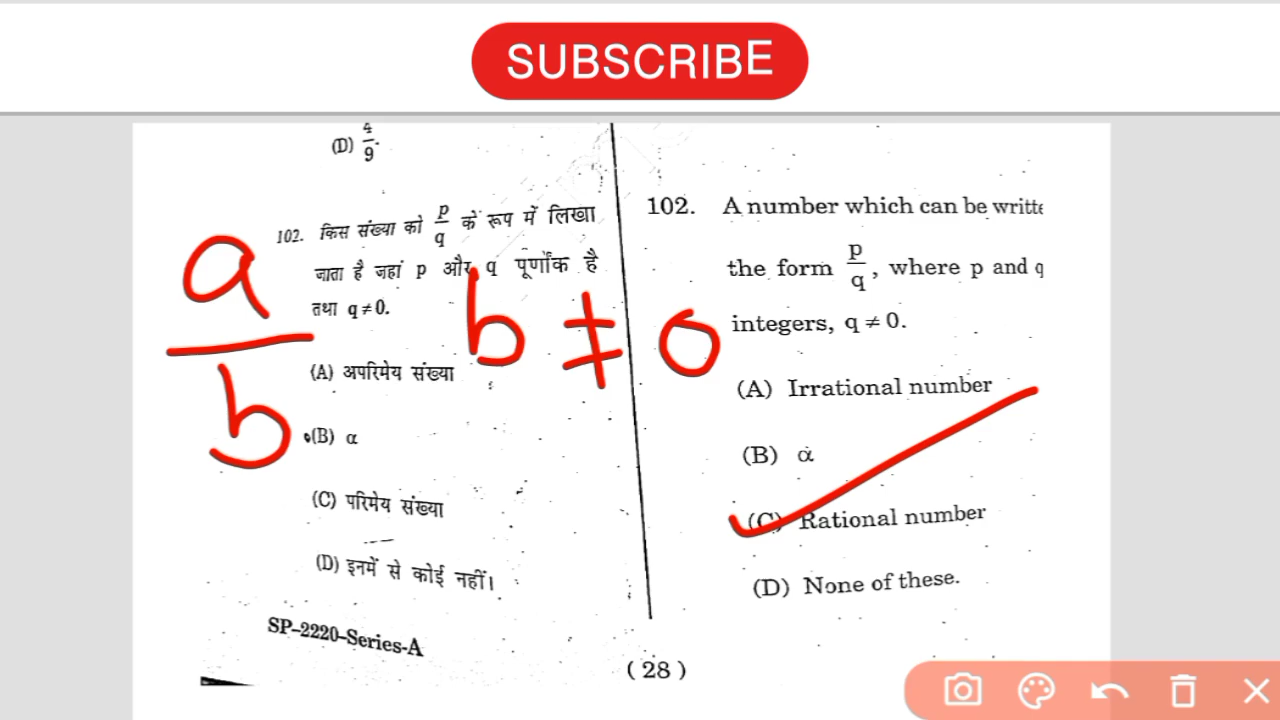 SUBSCRIBE
(D) 4/9.
102. किस संख्या को p/q के रूप में लिखा
जाता है जहां p और q पूर्णांक है
तथा q ≠ 0.
(A) अपरिमेय संख्या
(B) α
(C) परिमेय संख्या
(D) इनमें से कोई नहीं।
SP–2220–Series-A
a/b
b ≠ 0
102. A number which can be writte
the form p/q, where p and q
integers, q ≠ 0.
(A) Irrational number
(B) α
(C) Rational number
(D) None of these.
( 28 )